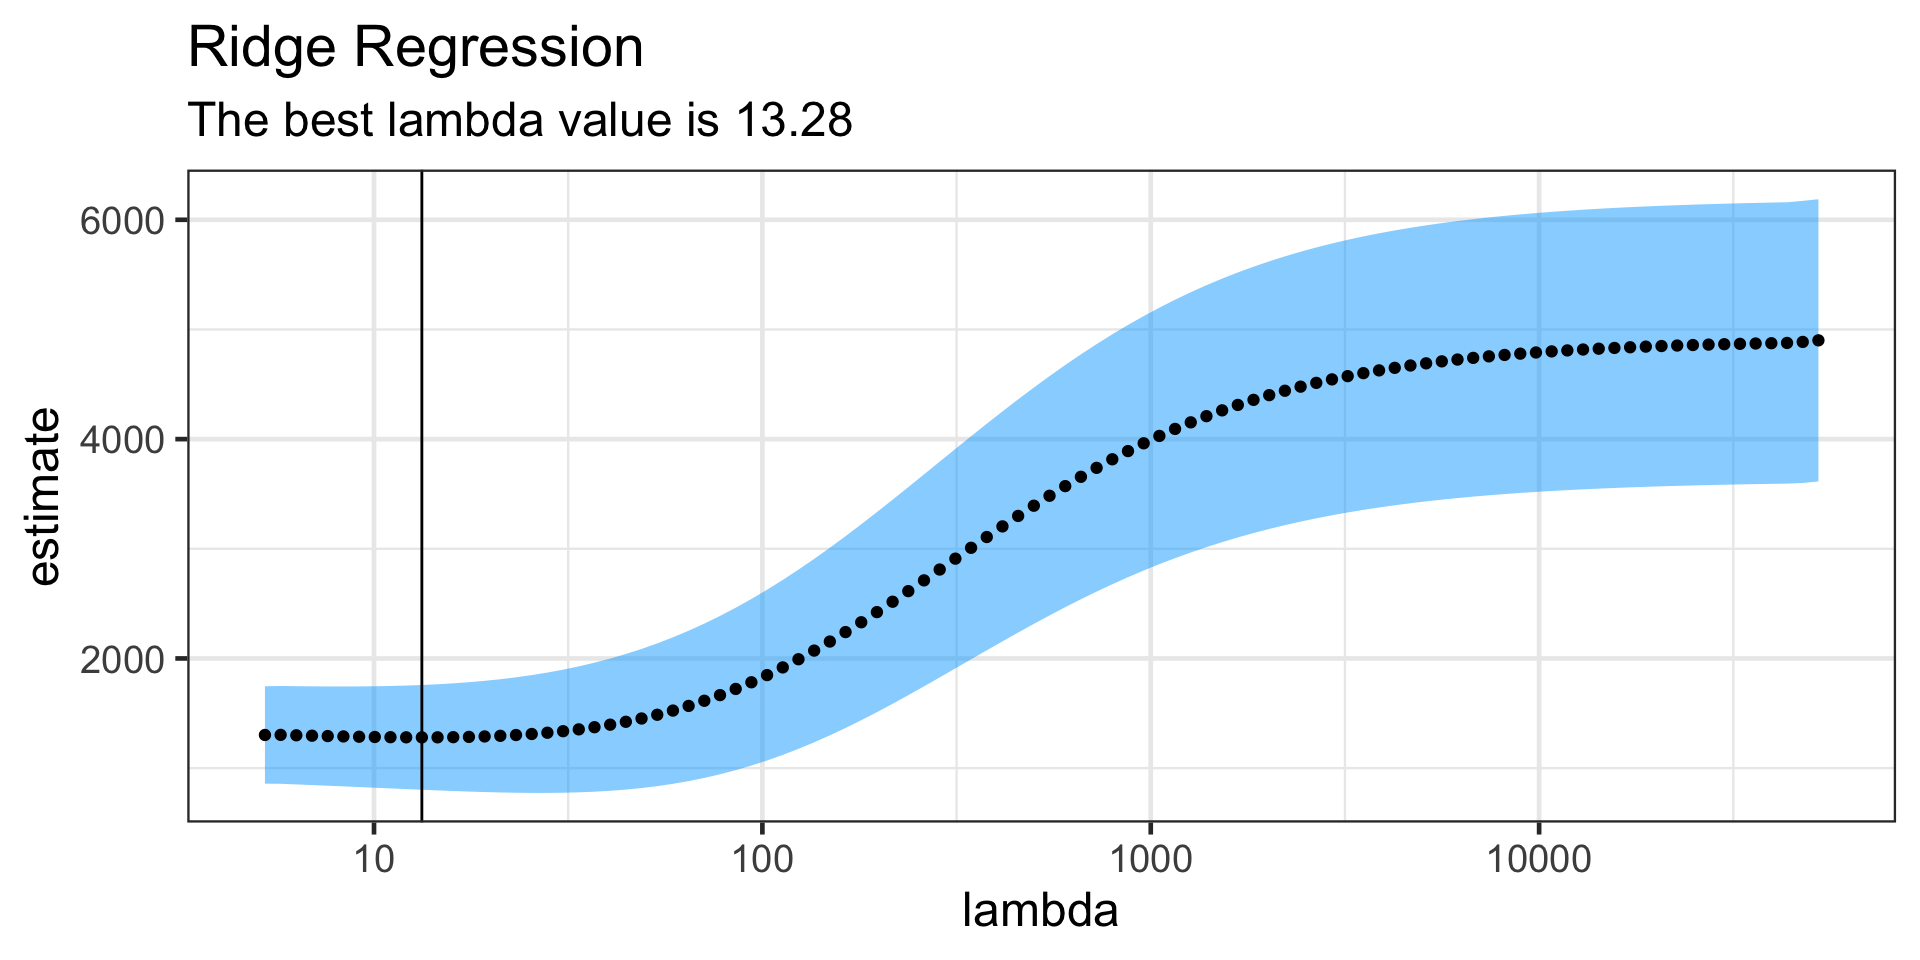 Ridge Regression
The best lambda value is 13.28
6000
4000
2000
estimate
10 100 1000 10000
lambda